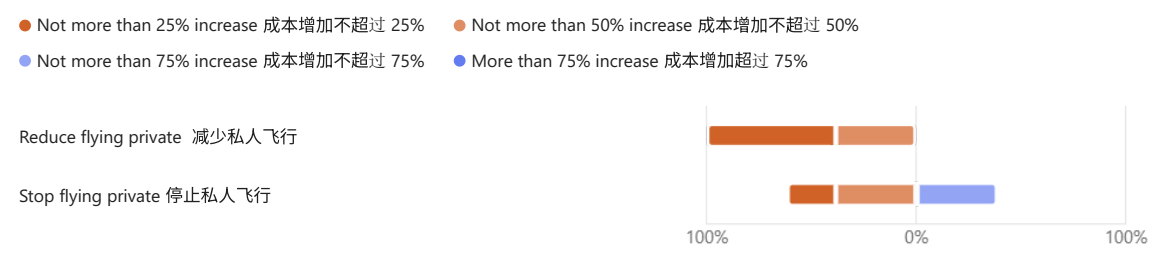 Not more than 25% increase 成本增加不超过 25% Not more than 50% increase 成本增加不超过 50%
Not more than 75% increase 成本增加不超过 75% More than 75% increase 成本增加超过 75%
Reduce flying private 减少私人飞行
Stop flying private 停止私人飞行
100% 0% 100%